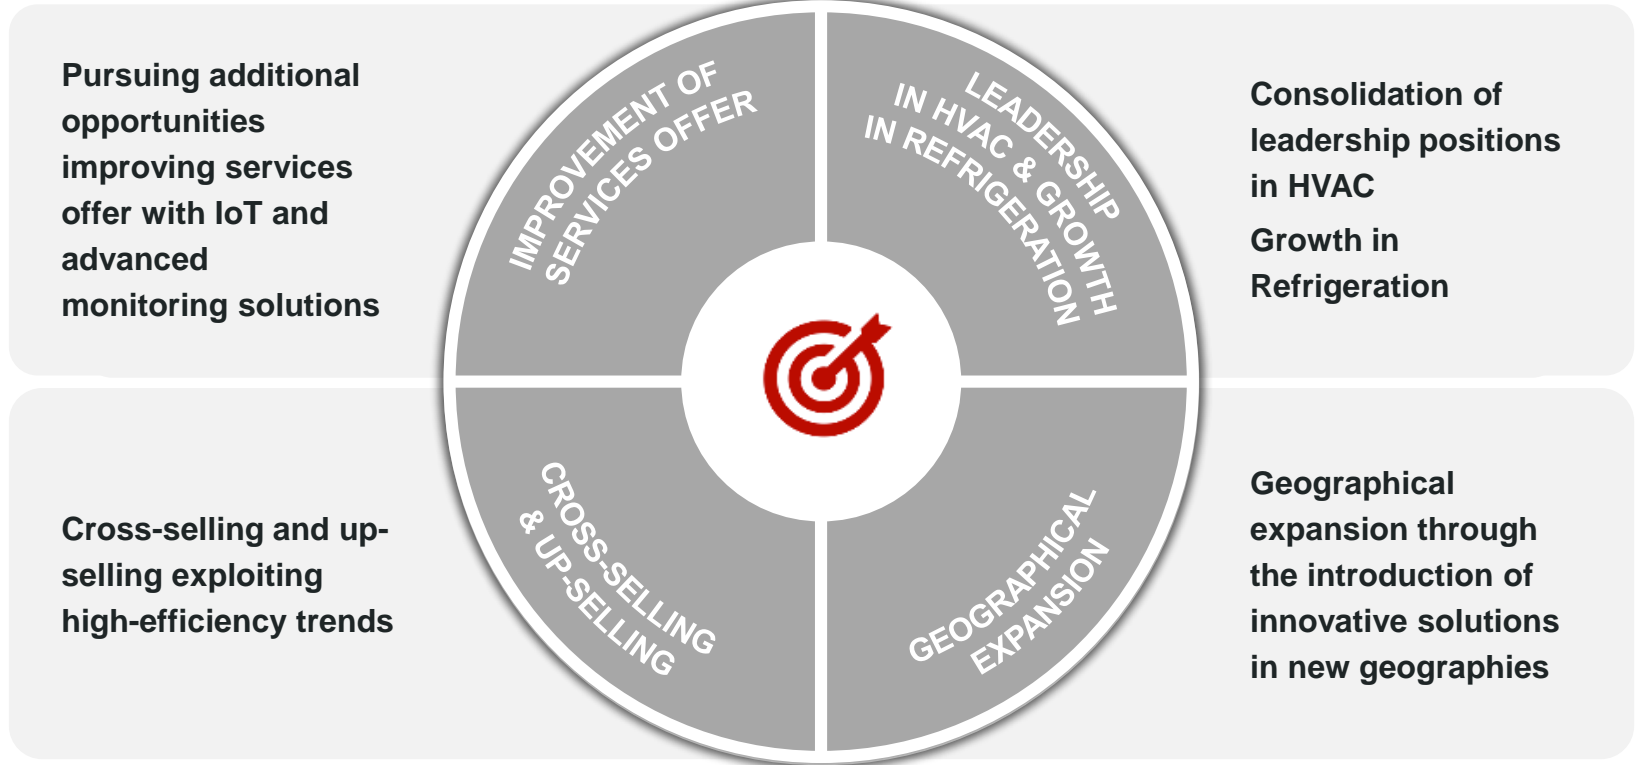 Pursuing additional
opportunities
improving services
offer with IoT and
advanced
monitoring solutions
IMPROVEMENT OF
SERVICES OFFER
LEADERSHIP
IN HVAC & GROWTH
IN REFRIGERATION
Consolidation of
leadership positions
in HVAC
Growth in
Refrigeration
Cross-selling and up-
selling exploiting
high-efficiency trends
CROSS-SELLING
& UP-SELLING
GEOGRAPHICAL
EXPANSION
Geographical
expansion through
the introduction of
innovative solutions
in new geographies